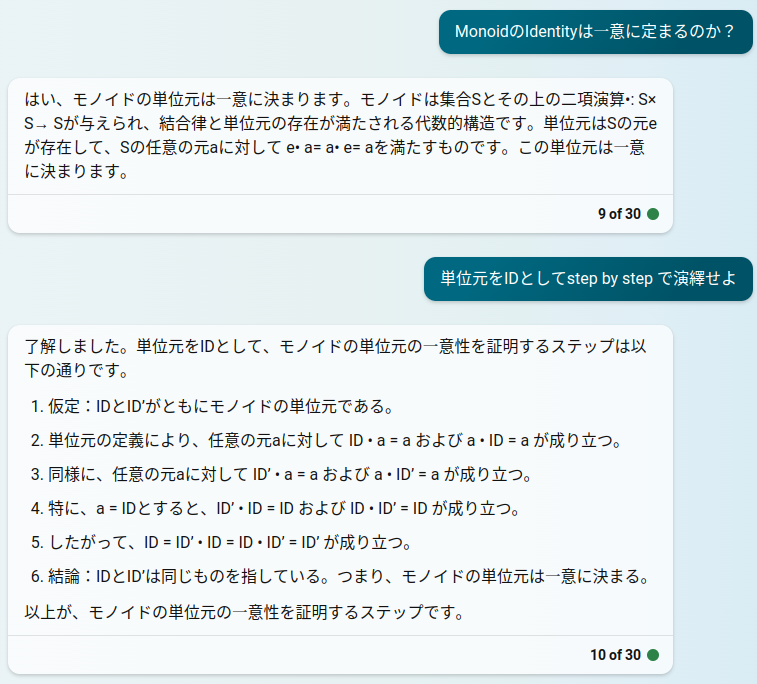 MonoidのIdentityは一意に定まるのか？
はい、モノイドの単位元は一意に決まります。モノイドは集合Sとその上の二項演算•: S×
S→ Sが与えられ、結合律と単位元の存在が満たされる代数的構造です。単位元はSの元e
が存在して、Sの任意の元aに対して e• a= a• e= aを満たすものです。この単位元は一意
に決まります。
9 of 30
単位元をIDとしてstep by step で演繹せよ
了解しました。単位元をIDとして、モノイドの単位元の一意性を証明するステップは以
下の通りです。
1. 仮定：IDとID’がともにモノイドの単位元である。
2. 単位元の定義により、任意の元aに対して ID • a = a および a • ID = a が成り立つ。
3. 同様に、任意の元aに対して ID’ • a = a および a • ID’ = a が成り立つ。
4. 特に、a = IDとすると、ID’ • ID = ID および ID • ID’ = ID が成り立つ。
5. したがって、ID = ID’ • ID = ID • ID’ = ID’ が成り立つ。
6. 結論：IDとID’は同じものを指している。つまり、モノイドの単位元は一意に決まる。
以上が、モノイドの単位元の一意性を証明するステップです。
10 of 30